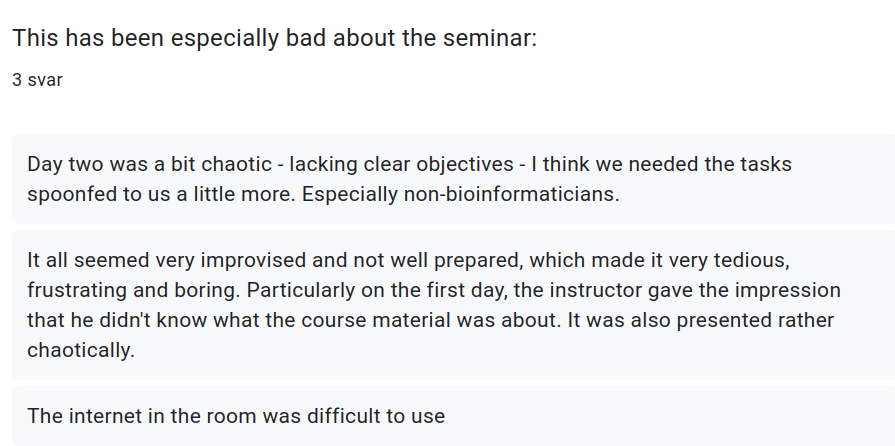 This has been especially bad about the seminar:
3 svar
Day two was a bit chaotic - lacking clear objectives - I think we needed the tasks
spoonfed to us a little more. Especially non-bioinformaticians.
It all seemed very improvised and not well prepared, which made it very tedious,
frustrating and boring. Particularly on the first day, the instructor gave the impression
that he didn't know what the course material was about. It was also presented rather
chaotically.
The internet in the room was difficult to use